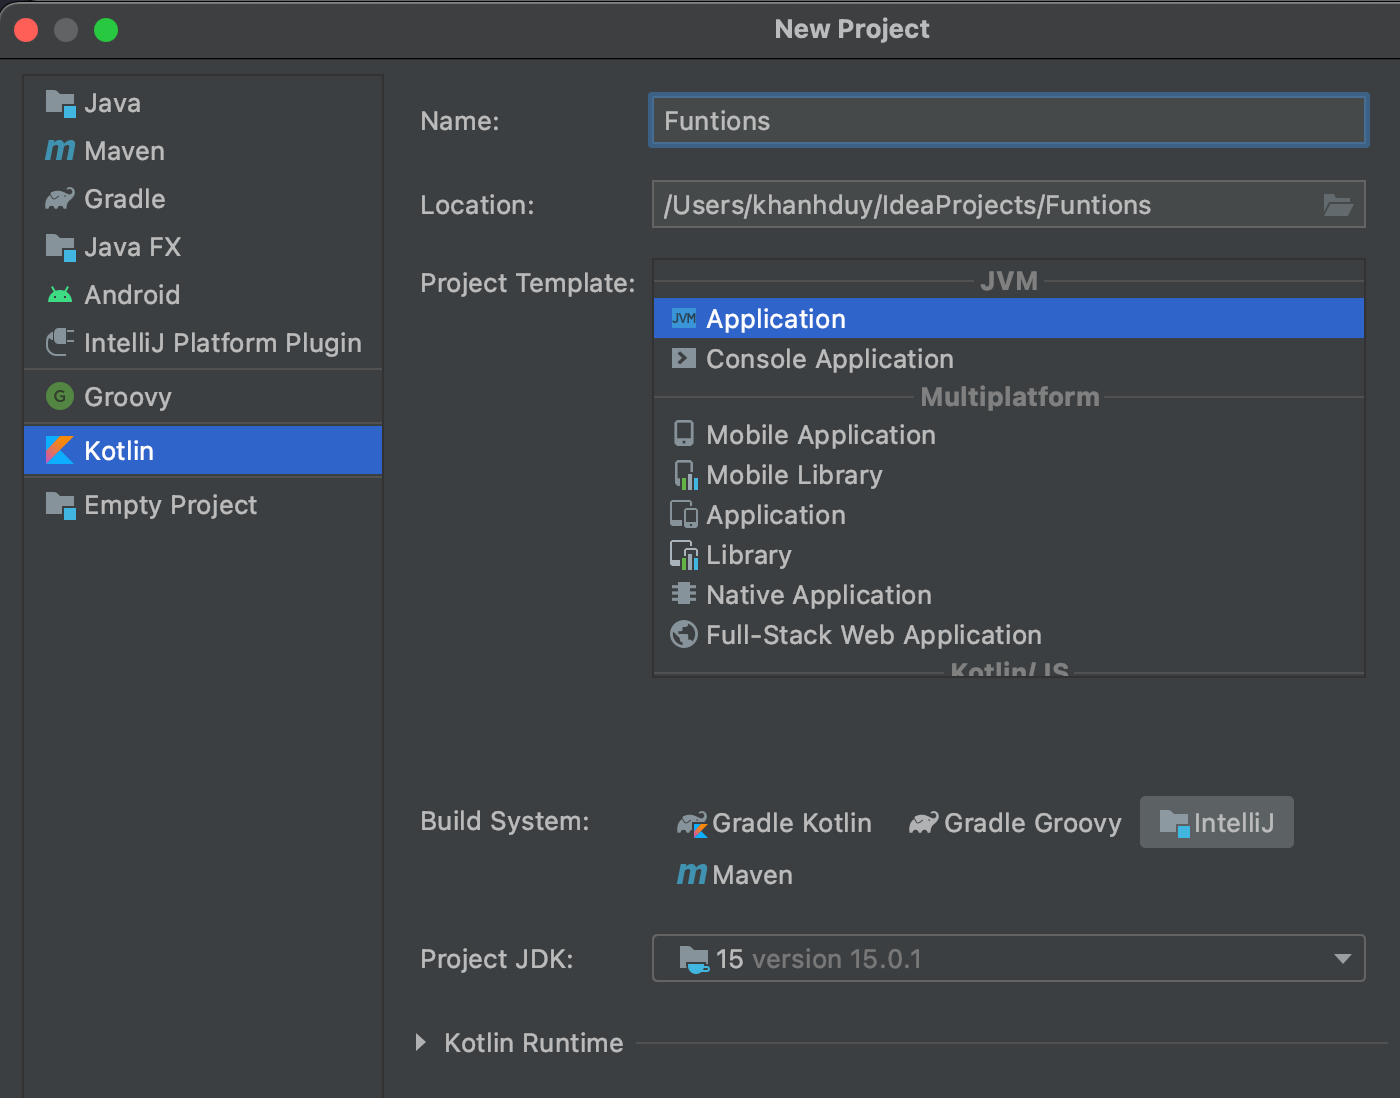 New Project
Java
Maven
Gradle
Java FX
Android
IntelliJ Platform Plugin
G Groovy
Kotlin
Empty Project
Name: Funtions
Location: /Users/khanhduy/IdeaProjects/Funtions
Project Template:
JVM
JVM Application
Console Application
Multiplatform
Mobile Application
Mobile Library
Application
Library
Native Application
Full-Stack Web Application
Kotlin/JS
Build System: Gradle Kotlin Gradle Groovy IntelliJ
m Maven
Project JDK: 15 version 15.0.1
Kotlin Runtime